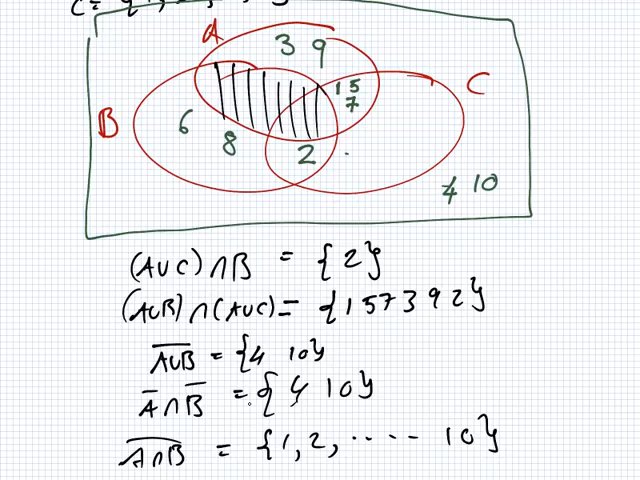 A
3 9
C
1 5
7
B
6
8
2
4 10
(A∪C)∩B = {2}
(A∪B)∩(A∪C) = {1 5 7 3 9 2}
A̅∪̅B̅ = {4 10}
A̅ ∩ B̅ = {4 10}
A̅∩̅B̅ = {1, 2, ..... 10}